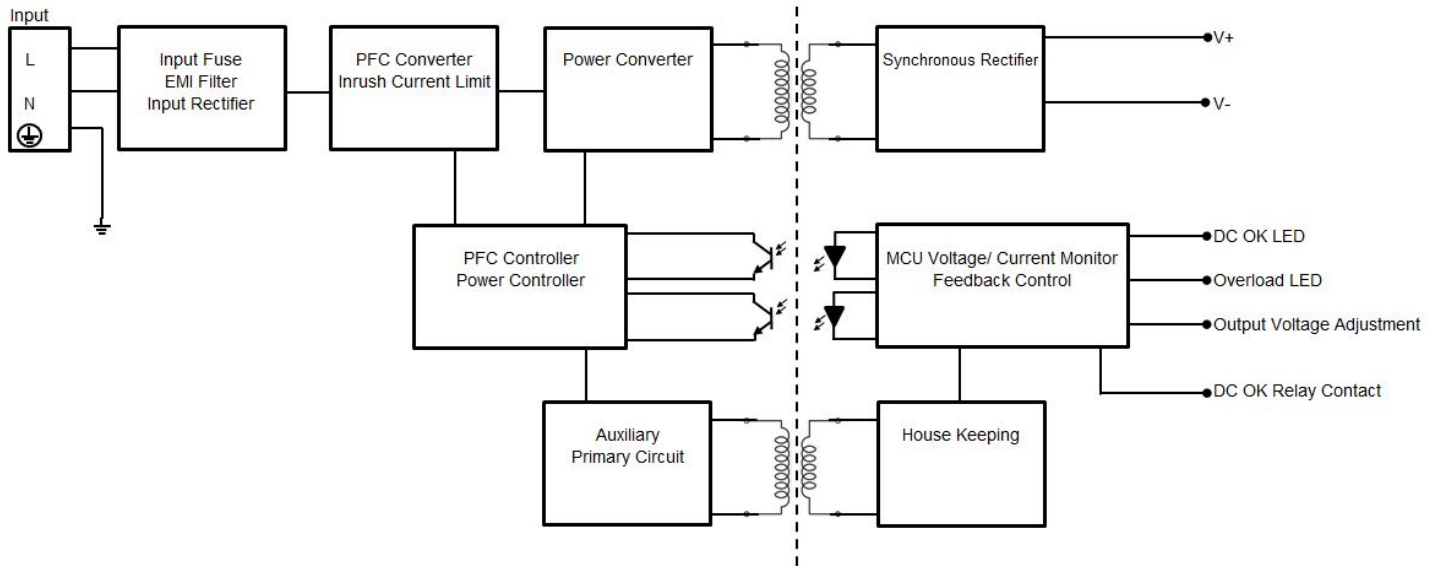 Input
L
N
Input Fuse
EMI Filter
Input Rectifier
PFC Converter
Inrush Current Limit
Power Converter
Synchronous Rectifier
V+
V-
PFC Controller
Power Controller
MCU Voltage/ Current Monitor
Feedback Control
DC OK LED
Overload LED
Output Voltage Adjustment
DC OK Relay Contact
Auxiliary
Primary Circuit
House Keeping